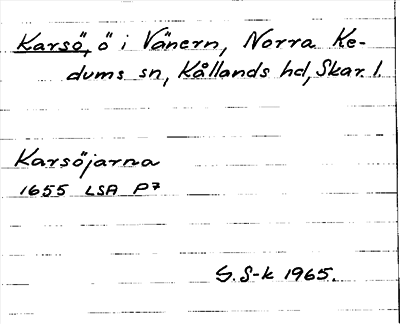 Karsö, ö i Vänern, Norra Ke-
dums sn, Kållands hd, Skar. l.
Karsöjarna
1655 LSA P7
G.S-k 1965.